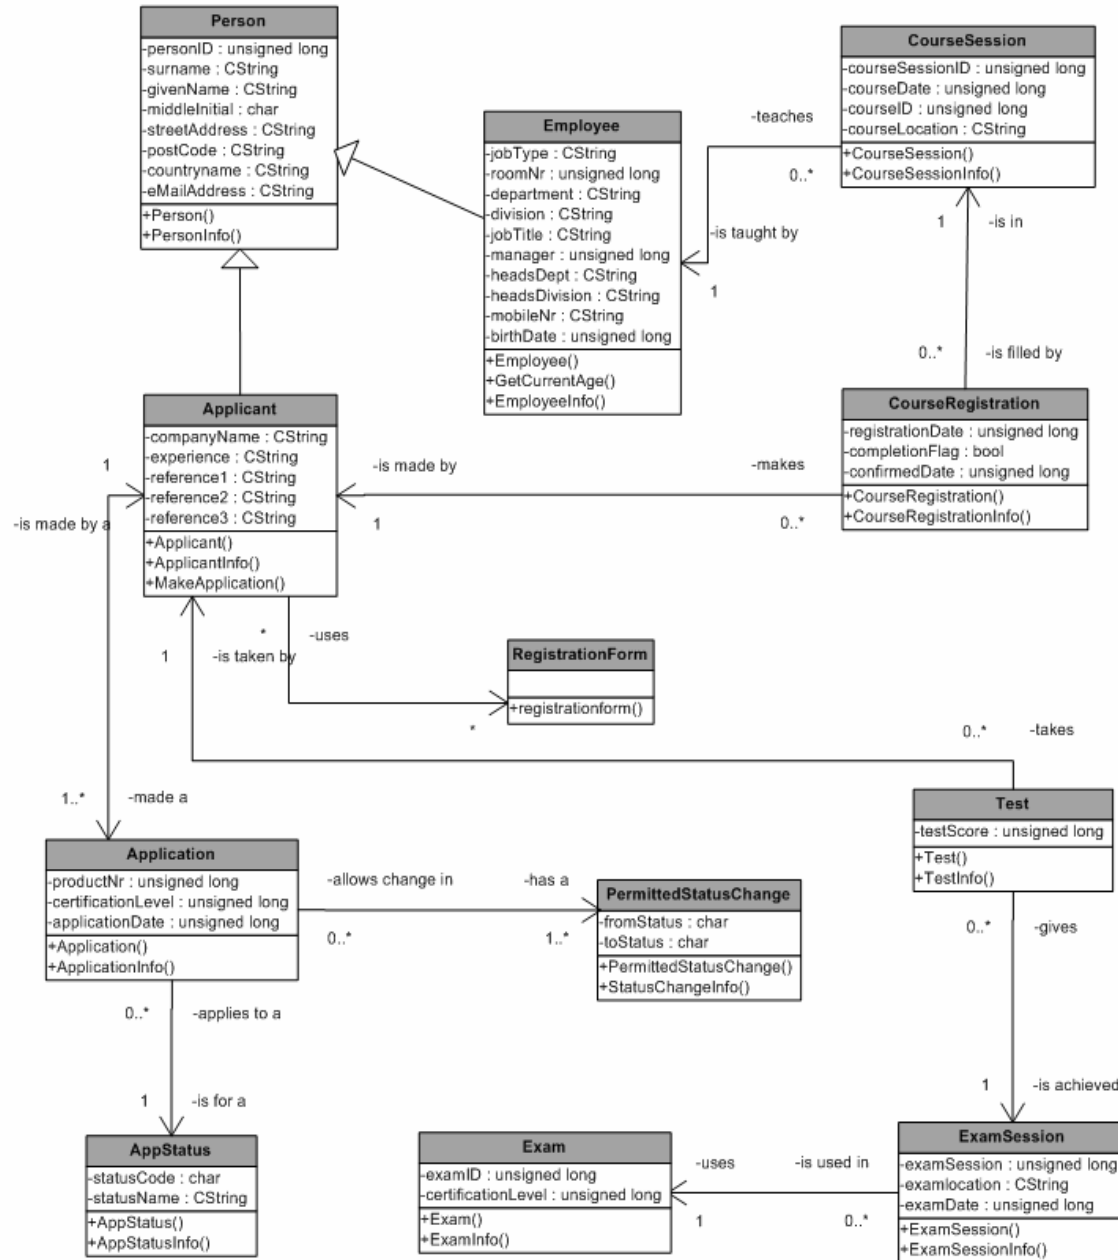 Person
-personID : unsigned long
-surname : CString
-givenName : CString
-middleInitial : char
-streetAddress : CString
-postCode : CString
-countryname : CString
-eMailAddress : CString
+Person()
+PersonInfo()
CourseSession
-courseSessionID : unsigned long
-courseDate : unsigned long
-courseID : unsigned long
-courseLocation : CString
+CourseSession()
+CourseSessionInfo()
Employee
-jobType : CString
-roomNr : unsigned long
-department : CString
-division : CString
-jobTitle : CString
-manager : unsigned long
-headsDept : CString
-headsDivision : CString
-mobileNr : CString
-birthDate : unsigned long
+Employee()
+GetCurrentAge()
+EmployeeInfo()
-teaches
0..*
-is taught by
1
1
-is in
0..*
-is filled by
Applicant
-companyName : CString
-experience : CString
-reference1 : CString
-reference2 : CString
-reference3 : CString
+Applicant()
+ApplicantInfo()
+MakeApplication()
CourseRegistration
-registrationDate : unsigned long
-completionFlag : bool
-confirmedDate : unsigned long
+CourseRegistration()
+CourseRegistrationInfo()
1
-is made by a
-is made by
1
-makes
0..*
*
-uses
1
-is taken by
RegistrationForm
+registrationform()
*
0..*
-takes
1..*
-made a
Test
-testScore : unsigned long
+Test()
+TestInfo()
Application
-productNr : unsigned long
-certificationLevel : unsigned long
-applicationDate : unsigned long
+Application()
+ApplicationInfo()
-allows change in
-has a
0..*
1..*
PermittedStatusChange
-fromStatus : char
-toStatus : char
+PermittedStatusChange()
+StatusChangeInfo()
0..*
-gives
0..*
-applies to a
1
-is for a
1
-is achieved
AppStatus
-statusCode : char
-statusName : CString
+AppStatus()
+AppStatusInfo()
Exam
-examID : unsigned long
-certificationLevel : unsigned long
+Exam()
+ExamInfo()
-uses
-is used in
1
0..*
ExamSession
-examSession : unsigned long
-examlocation : CString
-examDate : unsigned long
+ExamSession()
+ExamSessionInfo()